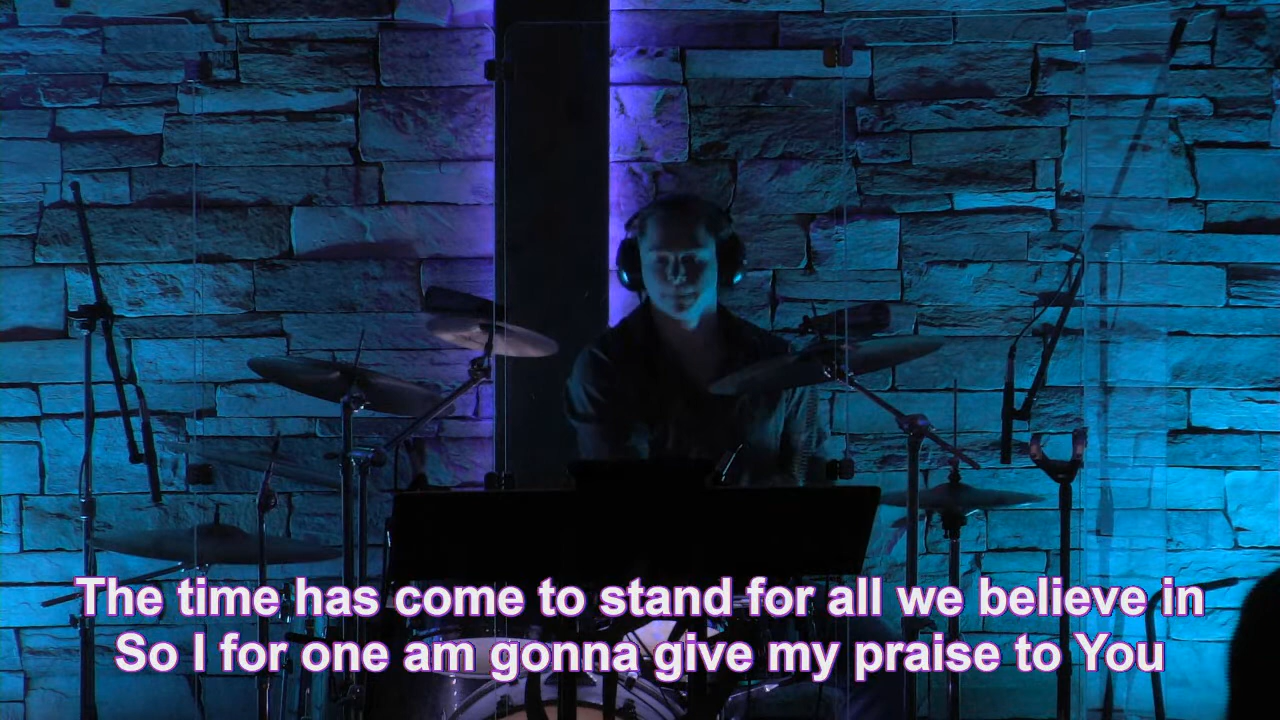 The time has come to stand for all we believe in
So I for one am gonna give my praise to You